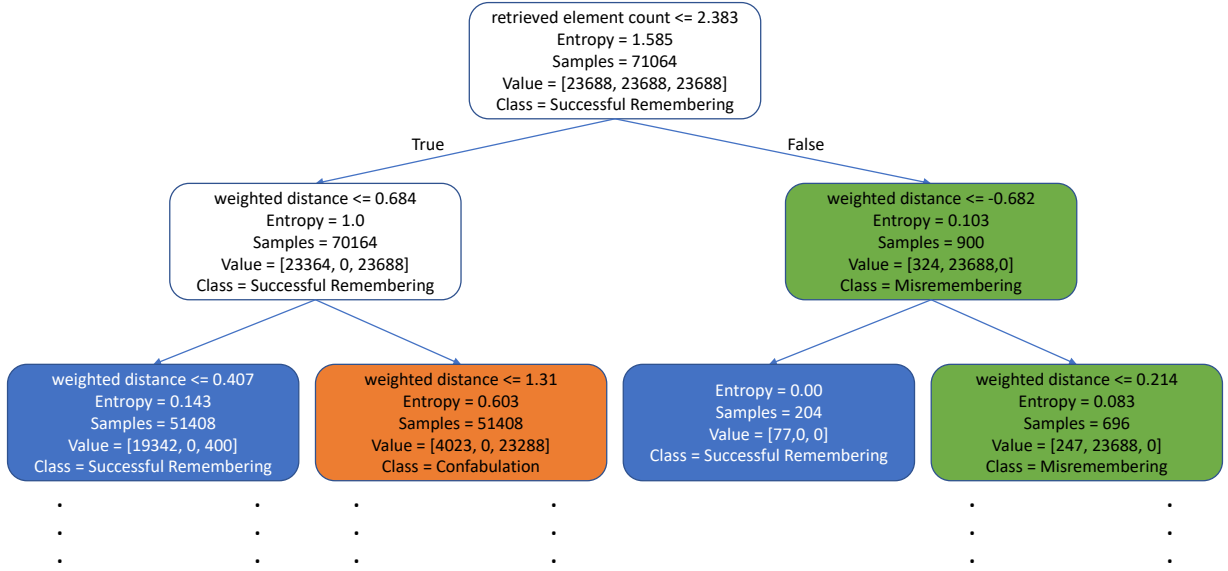 retrieved element count <= 2.383
Entropy = 1.585
Samples = 71064
Value = [23688, 23688, 23688]
Class = Successful Remembering
True
False
weighted distance <= 0.684
Entropy = 1.0
Samples = 70164
Value = [23364, 0, 23688]
Class = Successful Remembering
weighted distance <= -0.682
Entropy = 0.103
Samples = 900
Value = [324, 23688,0]
Class = Misremembering
weighted distance <= 0.407
Entropy = 0.143
Samples = 51408
Value = [19342, 0, 400]
Class = Successful Remembering
weighted distance <= 1.31
Entropy = 0.603
Samples = 51408
Value = [4023, 0, 23288]
Class = Confabulation
Entropy = 0.00
Samples = 204
Value = [77,0, 0]
Class = Successful Remembering
weighted distance <= 0.214
Entropy = 0.083
Samples = 696
Value = [247, 23688, 0]
Class = Misremembering